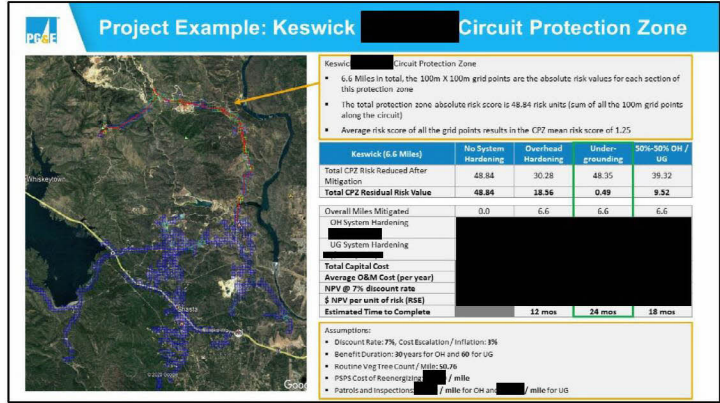 PG&E
Project Example: Keswick Circuit Protection Zone
Keswick Circuit Protection Zone
▪ 6.6 Miles in total, the 100m X 100m grid points are the absolute risk values for each section of
this protection zone
▪ The total protection zone absolute risk score is 48.84 risk units (sum of all the 100m grid points
along the circuit)
▪ Average risk score of all the grid points results in the CPZ mean risk score of 1.25
Keswick (6.6 Miles) No System Hardening Overhead Hardening Under-grounding 50%-50% OH / UG
Total CPZ Risk Reduced After Mitigation 48.84 30.28 48.35 39.32
Total CPZ Residual Risk Value 48.84 18.56 0.49 9.52
Overall Miles Mitigated 0.0 6.6 6.6 6.6
OH System Hardening
UG System Hardening
Total Capital Cost
Average O&M Cost (per year)
NPV @ 7% discount rate
$ NPV per unit of risk (RSE)
Estimated Time to Complete 12 mos 24 mos 18 mos
Assumptions:
▪ Discount Rate: 7%, Cost Escalation / Inflation: 3%
▪ Benefit Duration: 30 years for OH and 60 for UG
▪ Routine Veg Tree Count / Mile: 50.76
▪ PSPS Cost of Reenergizing / mile
▪ Patrols and Inspections: / mile for OH and / mile for UG
Whiskeytown
Shasta
© 2020 Google
Goo